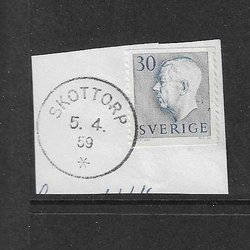 SKOTTORP
5. 4.
59
*
30
SVERIGE